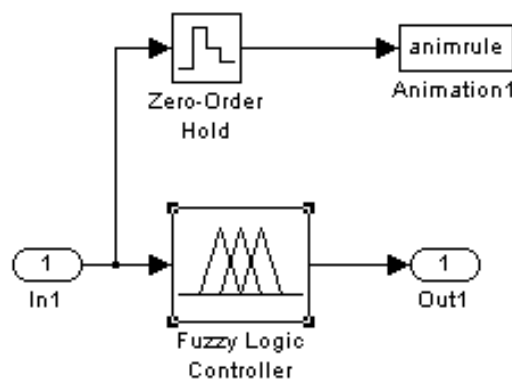 animrule
Zero-Order
Hold
Animation1
1
In1
1
Out1
Fuzzy Logic
Controller